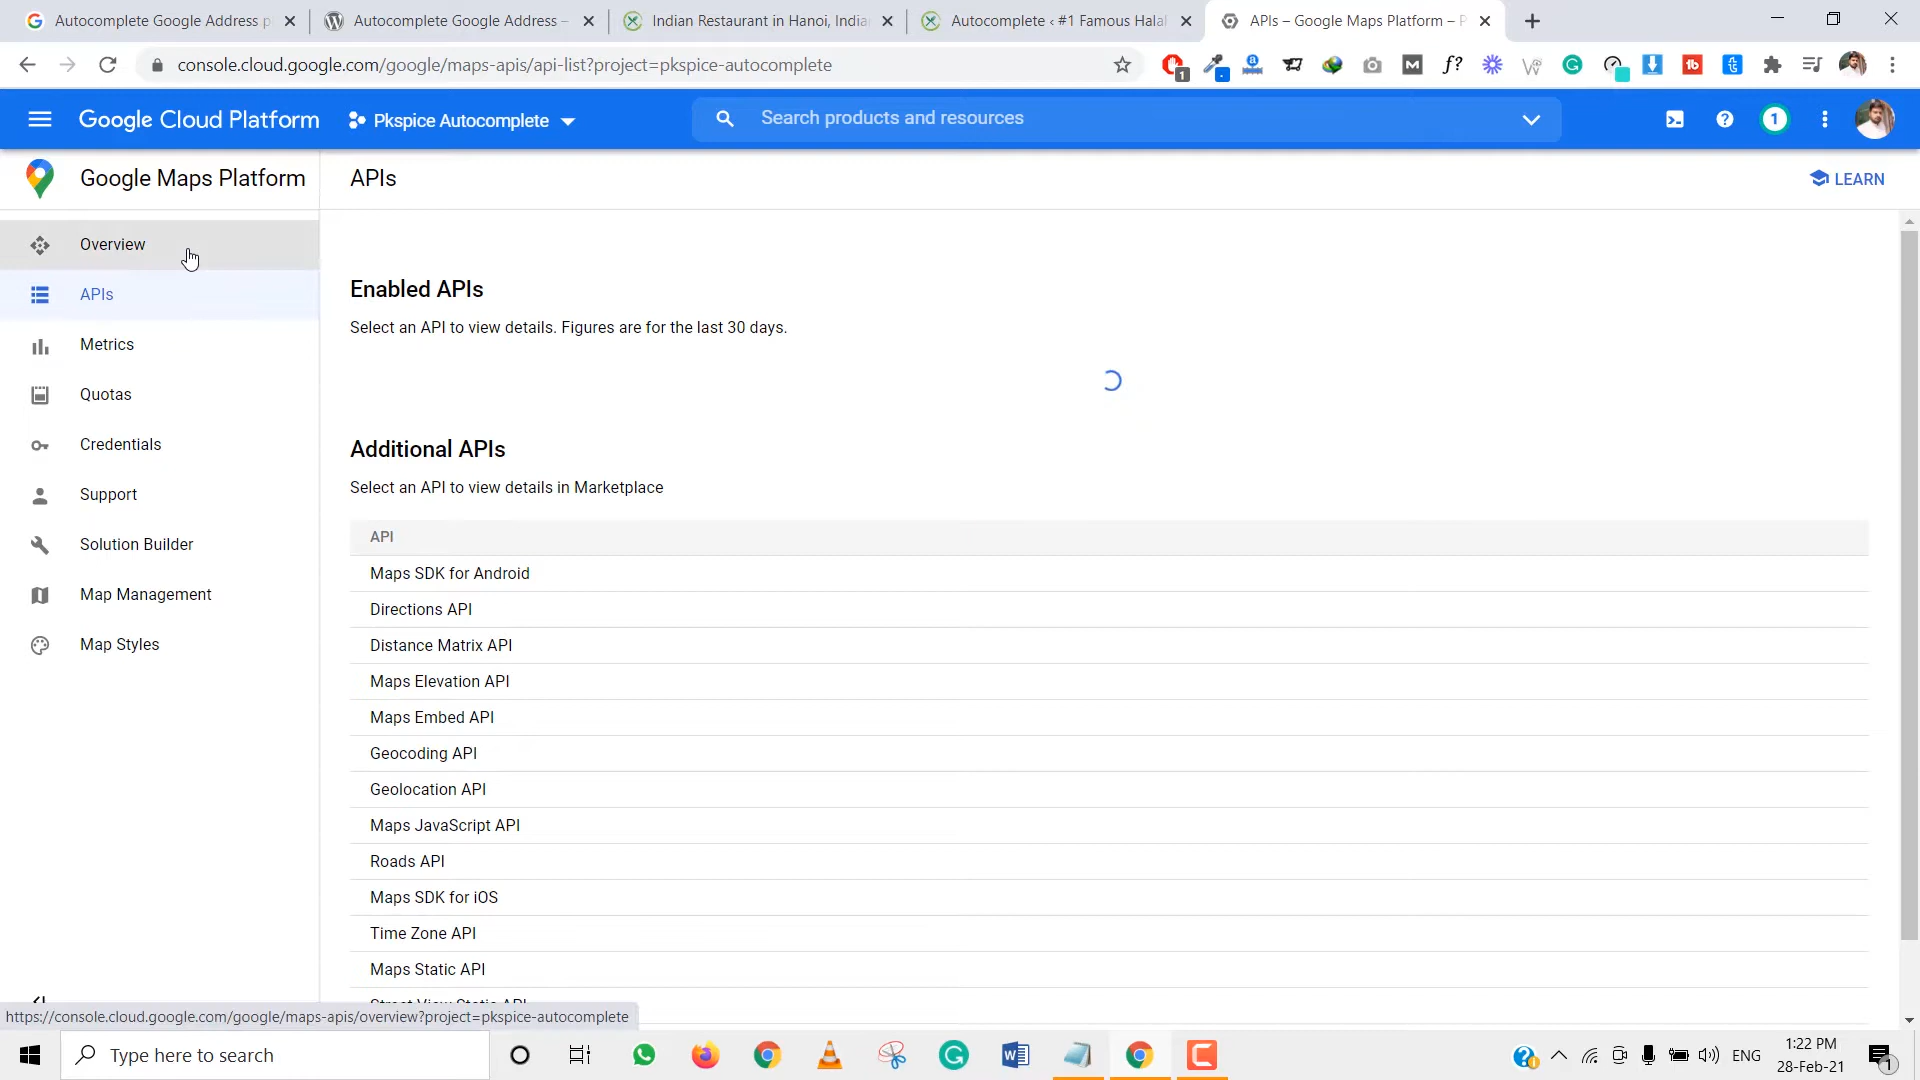 Autocomplete Google Address p
Autocomplete Google Address –
Indian Restaurant in Hanoi, India
Autocomplete ‹ #1 Famous Halal
APIs – Google Maps Platform – P
console.cloud.google.com/google/maps-apis/api-list?project=pkspice-autocomplete
Google Cloud Platform
Pkspice Autocomplete
Search products and resources
1
Google Maps Platform
APIs
LEARN
Overview
APIs
Metrics
Quotas
Credentials
Support
Solution Builder
Map Management
Map Styles
Enabled APIs
Select an API to view details. Figures are for the last 30 days.
Additional APIs
Select an API to view details in Marketplace
API
Maps SDK for Android
Directions API
Distance Matrix API
Maps Elevation API
Maps Embed API
Geocoding API
Geolocation API
Maps JavaScript API
Roads API
Maps SDK for iOS
Time Zone API
Maps Static API
Street View Static API
https://console.cloud.google.com/google/maps-apis/overview?project=pkspice-autocomplete
Type here to search
ENG
1:22 PM
28-Feb-21
1